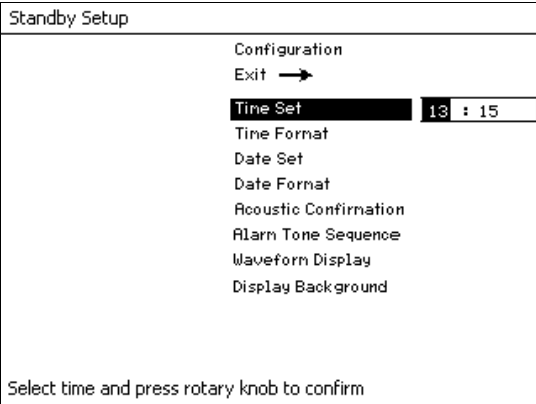 Standby Setup
Configuration
Exit →
Time Set 13 : 15
Time Format
Date Set
Date Format
Acoustic Confirmation
Alarm Tone Sequence
Waveform Display
Display Background
Select time and press rotary knob to confirm